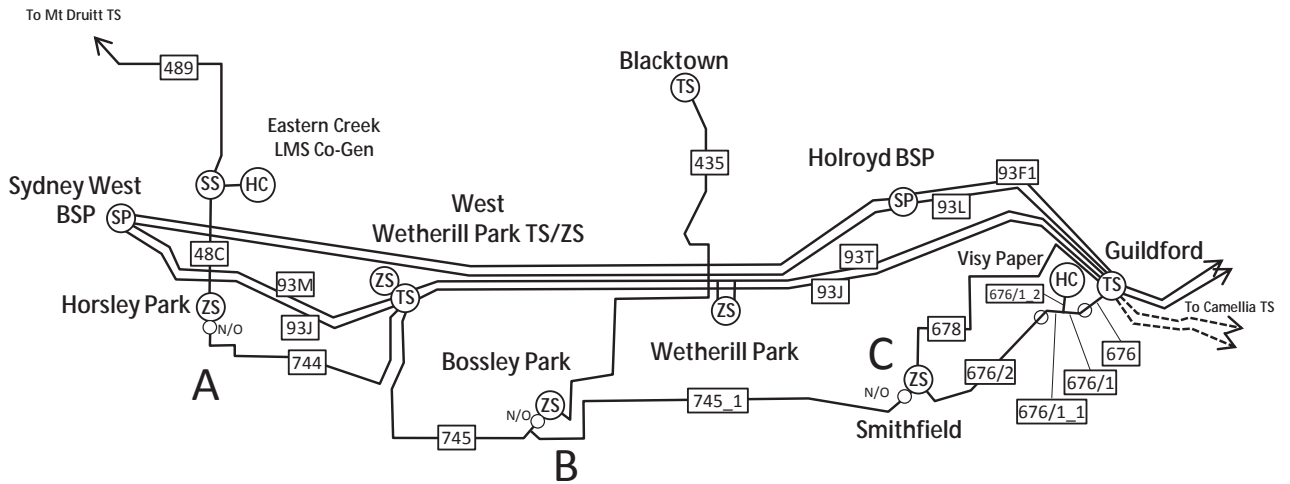 To Mt Druitt TS
489
Blacktown
TS
Eastern Creek
LMS Co-Gen
435
Holroyd BSP
93F1
SS
HC
Sydney West
BSP
SP
West
Wetherill Park TS/ZS
SP
93L
48C
93T
Guildford
Visy Paper
HC
ZS
93M
TS
TS
676/1_2
Horsley Park
ZS
93J
ZS
93J
To Camellia TS
N/O
678
744
Bossley Park
Wetherill Park
C
676/2
676
A
ZS
676/1
N/O
ZS
745_1
N/O
676/1_1
745
Smithfield
B